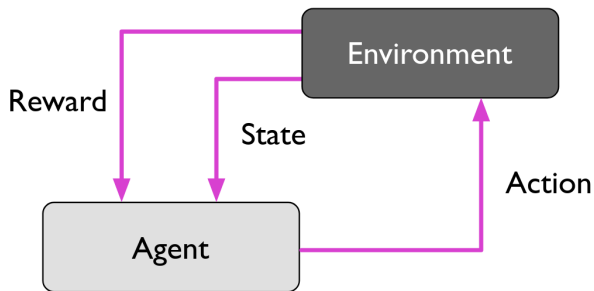 Environment
Reward
State
Action
Agent